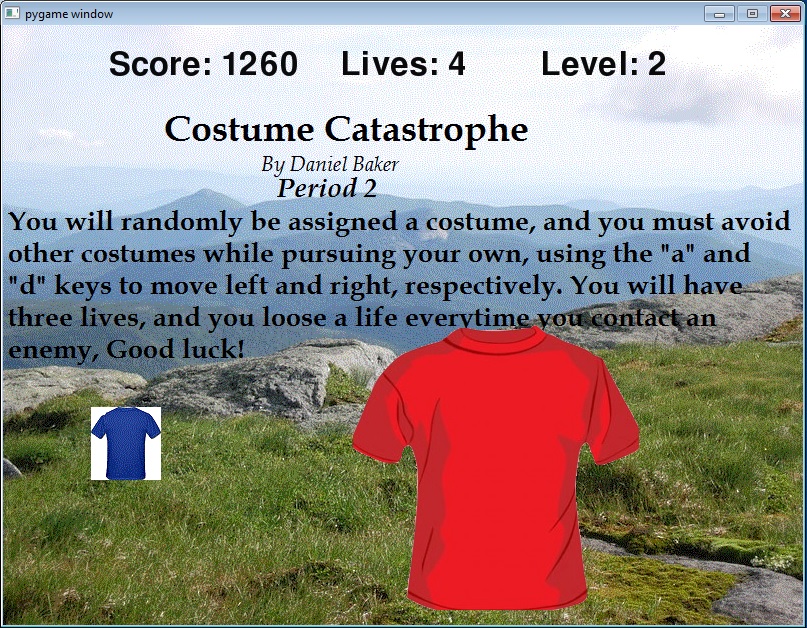 pygame window
Score: 1260 Lives: 4 Level: 2
Costume Catastrophe
By Daniel Baker
Period 2
You will randomly be assigned a costume, and you must avoid
other costumes while pursuing your own, using the "a" and
"d" keys to move left and right, respectively. You will have
three lives, and you loose a life everytime you contact an
enemy, Good luck!